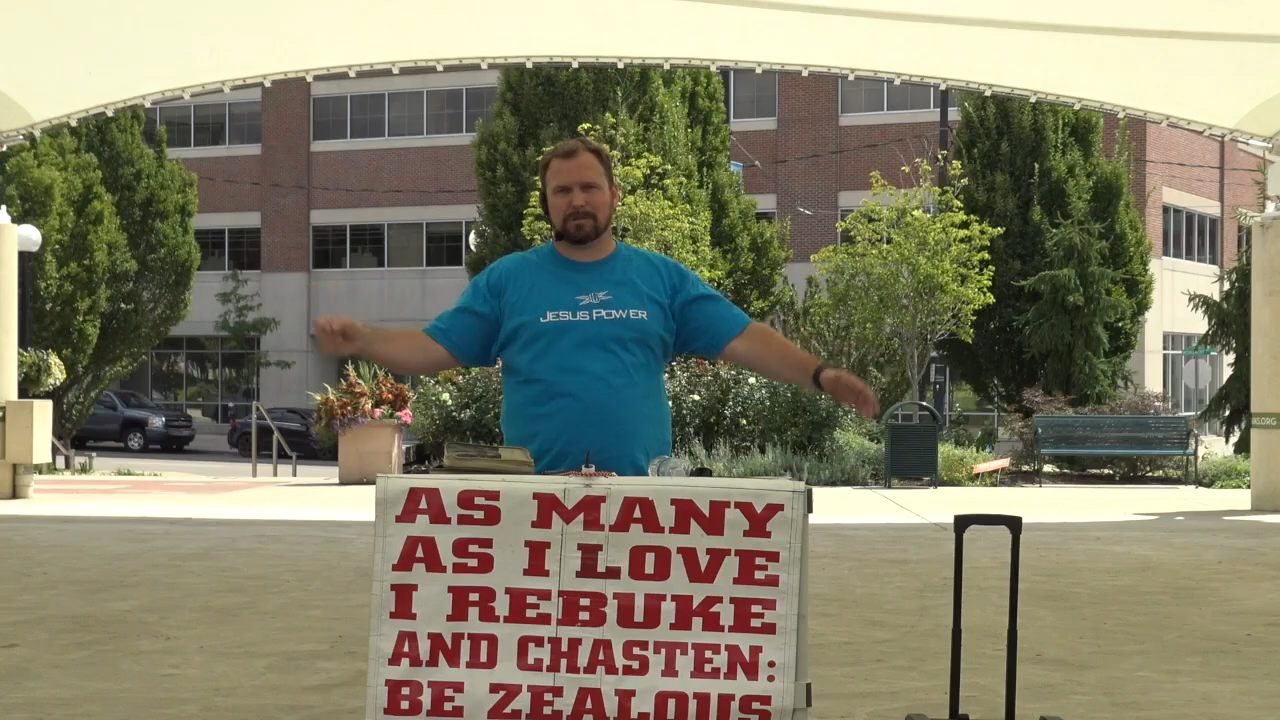 JESUS POWER
AS MANY
AS I LOVE
I REBUKE
AND CHASTEN:
BE ZEALOUS